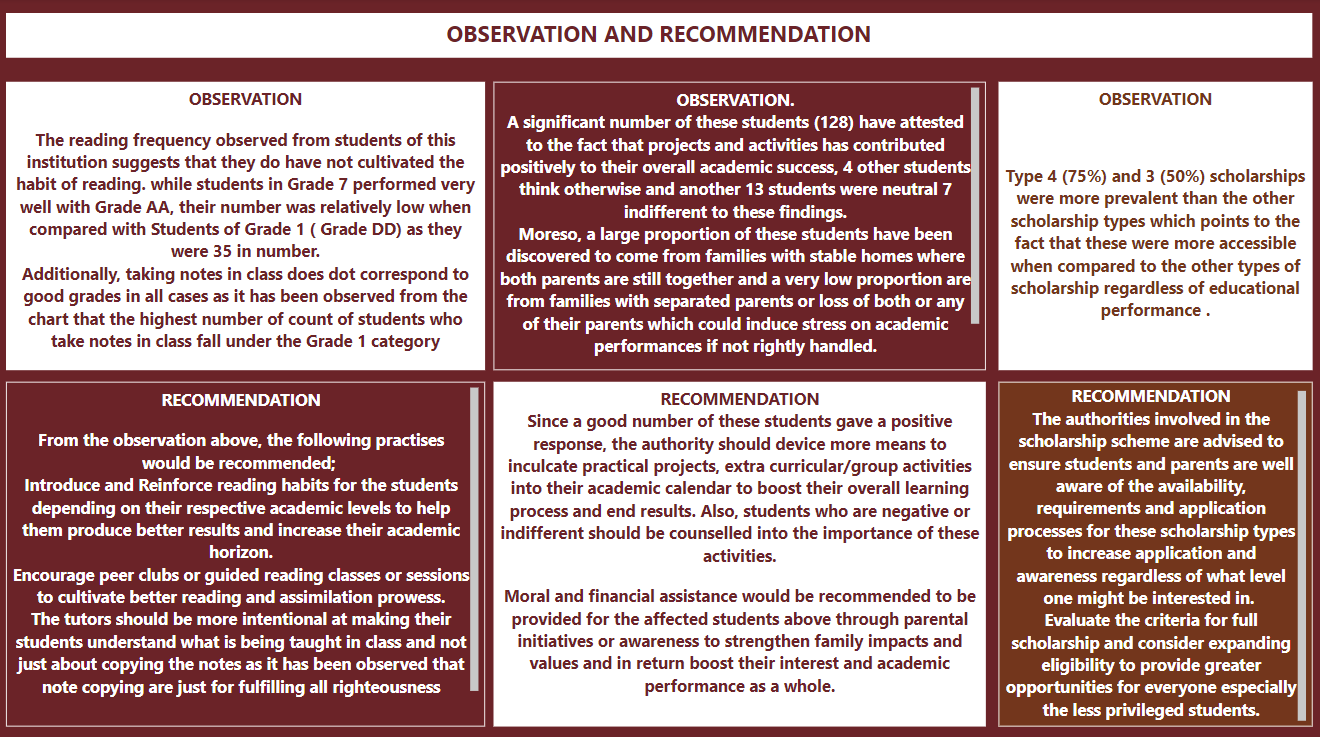 OBSERVATION AND RECOMMENDATION
OBSERVATION
The reading frequency observed from students of this
institution suggests that they do have not cultivated the
habit of reading. while students in Grade 7 performed very
well with Grade AA, their number was relatively low when
compared with Students of Grade 1 ( Grade DD) as they
were 35 in number.
Additionally, taking notes in class does dot correspond to
good grades in all cases as it has been observed from the
chart that the highest number of count of students who
take notes in class fall under the Grade 1 category
OBSERVATION.
A significant number of these students (128) have attested
to the fact that projects and activities has contributed
positively to their overall academic success, 4 other students
think otherwise and another 13 students were neutral 7
indifferent to these findings.
Moreso, a large proportion of these students have been
discovered to come from families with stable homes where
both parents are still together and a very low proportion are
from families with separated parents or loss of both or any
of their parents which could induce stress on academic
performances if not rightly handled.
OBSERVATION
Type 4 (75%) and 3 (50%) scholarships
were more prevalent than the other
scholarship types which points to the
fact that these were more accessible
when compared to the other types of
scholarship regardless of educational
performance .
RECOMMENDATION
From the observation above, the following practises
would be recommended;
Introduce and Reinforce reading habits for the students
depending on their respective academic levels to help
them produce better results and increase their academic
horizon.
Encourage peer clubs or guided reading classes or sessions
to cultivate better reading and assimilation prowess.
The tutors should be more intentional at making their
students understand what is being taught in class and not
just about copying the notes as it has been observed that
note copying are just for fulfilling all righteousness
RECOMMENDATION
Since a good number of these students gave a positive
response, the authority should device more means to
inculcate practical projects, extra curricular/group activities
into their academic calendar to boost their overall learning
process and end results. Also, students who are negative or
indifferent should be counselled into the importance of these
activities.
Moral and financial assistance would be recommended to be
provided for the affected students above through parental
initiatives or awareness to strengthen family impacts and
values and in return boost their interest and academic
performance as a whole.
RECOMMENDATION
The authorities involved in the
scholarship scheme are advised to
ensure students and parents are well
aware of the availability,
requirements and application
processes for these scholarship types
to increase application and
awareness regardless of what level
one might be interested in.
Evaluate the criteria for full
scholarship and consider expanding
eligibility to provide greater
opportunities for everyone especially
the less privileged students.